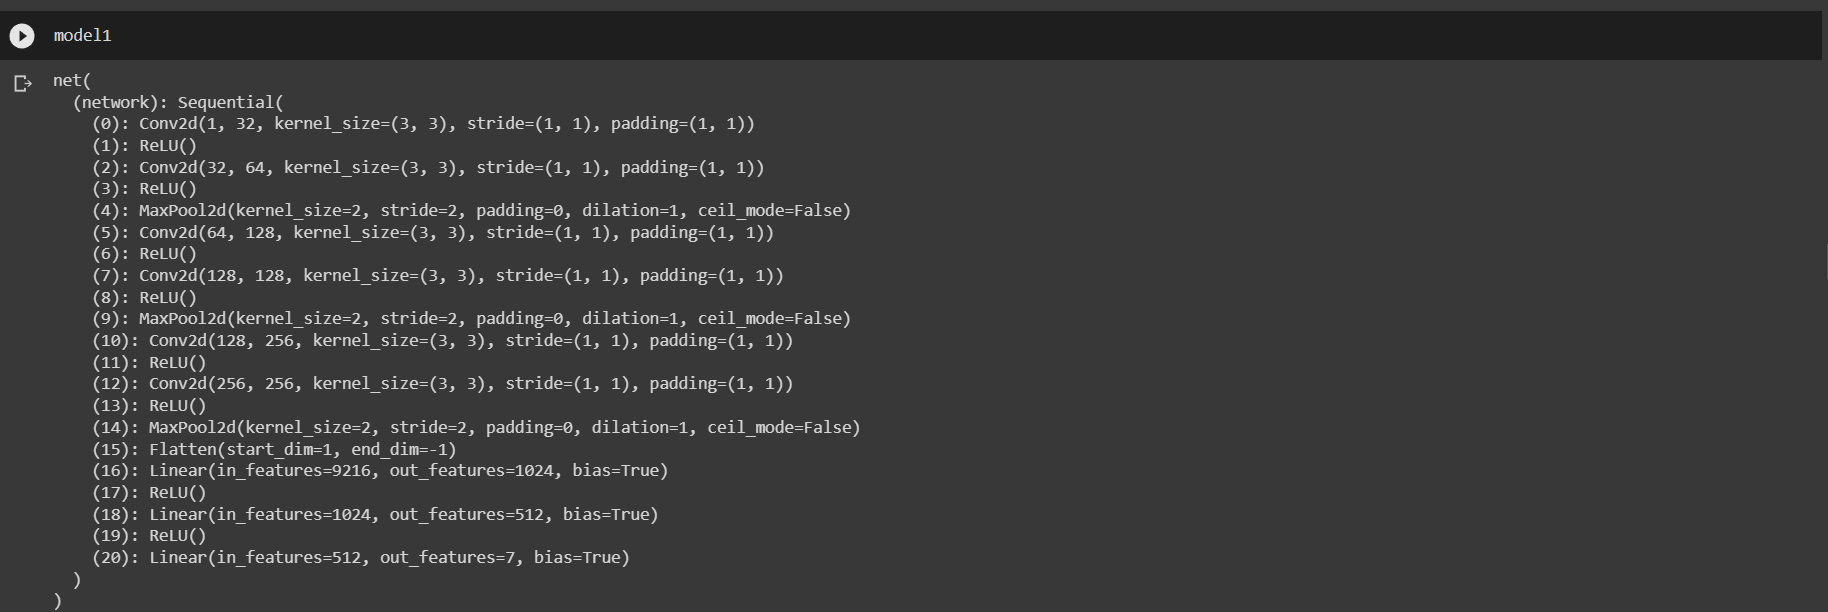 model1
net(
  (network): Sequential(
    (0): Conv2d(1, 32, kernel_size=(3, 3), stride=(1, 1), padding=(1, 1))
    (1): ReLU()
    (2): Conv2d(32, 64, kernel_size=(3, 3), stride=(1, 1), padding=(1, 1))
    (3): ReLU()
    (4): MaxPool2d(kernel_size=2, stride=2, padding=0, dilation=1, ceil_mode=False)
    (5): Conv2d(64, 128, kernel_size=(3, 3), stride=(1, 1), padding=(1, 1))
    (6): ReLU()
    (7): Conv2d(128, 128, kernel_size=(3, 3), stride=(1, 1), padding=(1, 1))
    (8): ReLU()
    (9): MaxPool2d(kernel_size=2, stride=2, padding=0, dilation=1, ceil_mode=False)
    (10): Conv2d(128, 256, kernel_size=(3, 3), stride=(1, 1), padding=(1, 1))
    (11): ReLU()
    (12): Conv2d(256, 256, kernel_size=(3, 3), stride=(1, 1), padding=(1, 1))
    (13): ReLU()
    (14): MaxPool2d(kernel_size=2, stride=2, padding=0, dilation=1, ceil_mode=False)
    (15): Flatten(start_dim=1, end_dim=-1)
    (16): Linear(in_features=9216, out_features=1024, bias=True)
    (17): ReLU()
    (18): Linear(in_features=1024, out_features=512, bias=True)
    (19): ReLU()
    (20): Linear(in_features=512, out_features=7, bias=True)
  )
)